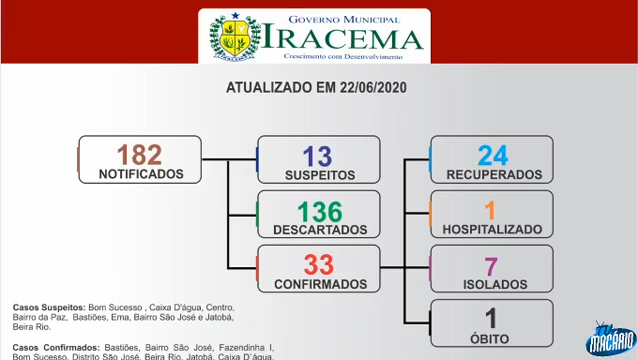 GOVERNO MUNICIPAL
IRACEMA
Crescimento com Desenvolvimento
IRACEMA
ATUALIZADO EM 22/06/2020
182
NOTIFICADOS
13
SUSPEITOS
136
DESCARTADOS
33
CONFIRMADOS
24
RECUPERADOS
1
HOSPITALIZADO
7
ISOLADOS
1
ÓBITO
Casos Suspeitos: Bom Sucesso , Caixa D'água, Centro,
Bairro da Paz, Bastiões, Ema, Bairro São José e Jatobá,
Beira Rio.
Casos Confirmados: Bastiões, Bairro São José, Fazendinha I,
Bom Sucesso, Distrito São José, Beira Rio, Jatobá, Caixa D`água,
TV
MACÁRIO